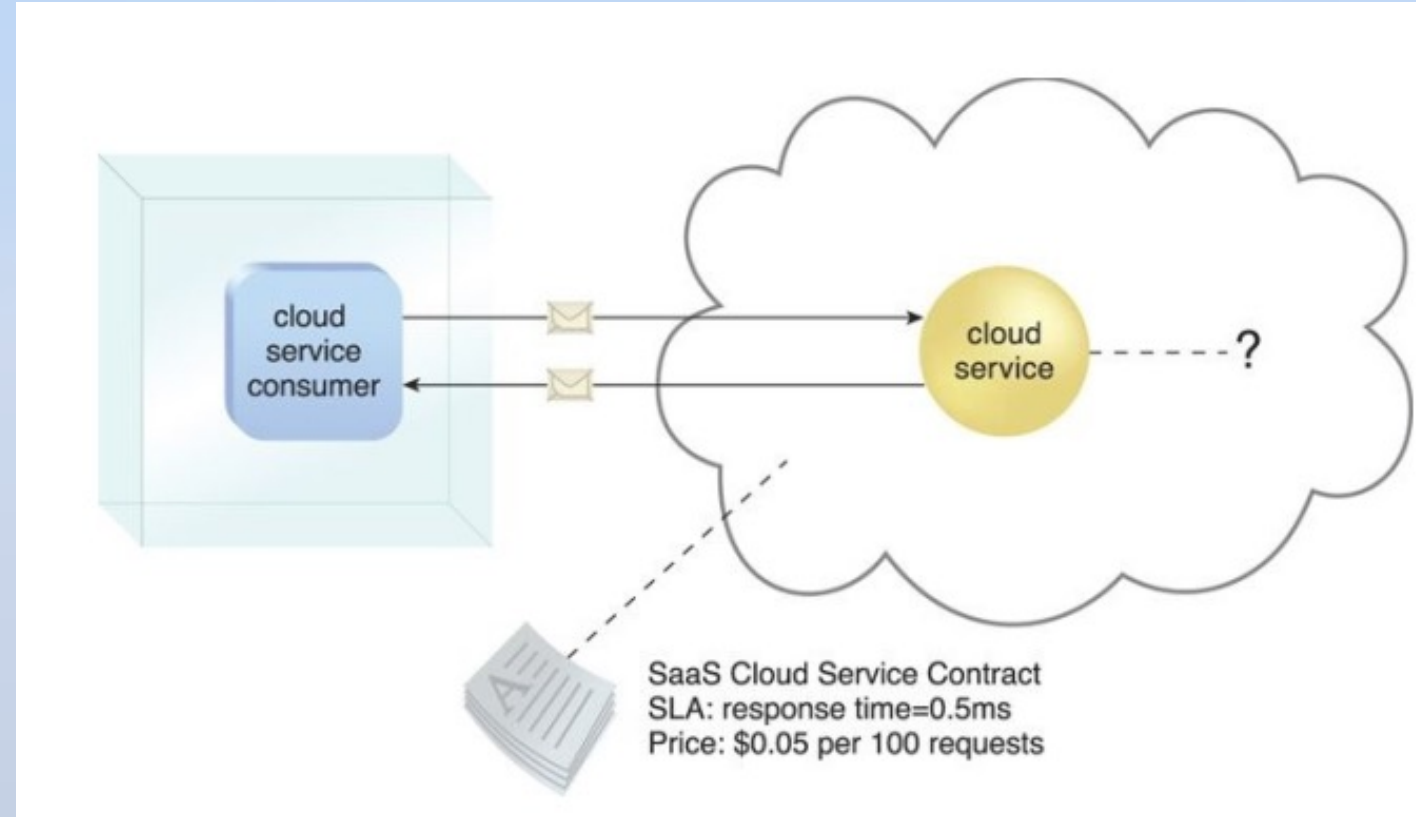 cloud
service
consumer
cloud
service
?
A
SaaS Cloud Service Contract
SLA: response time=0.5ms
Price: $0.05 per 100 requests